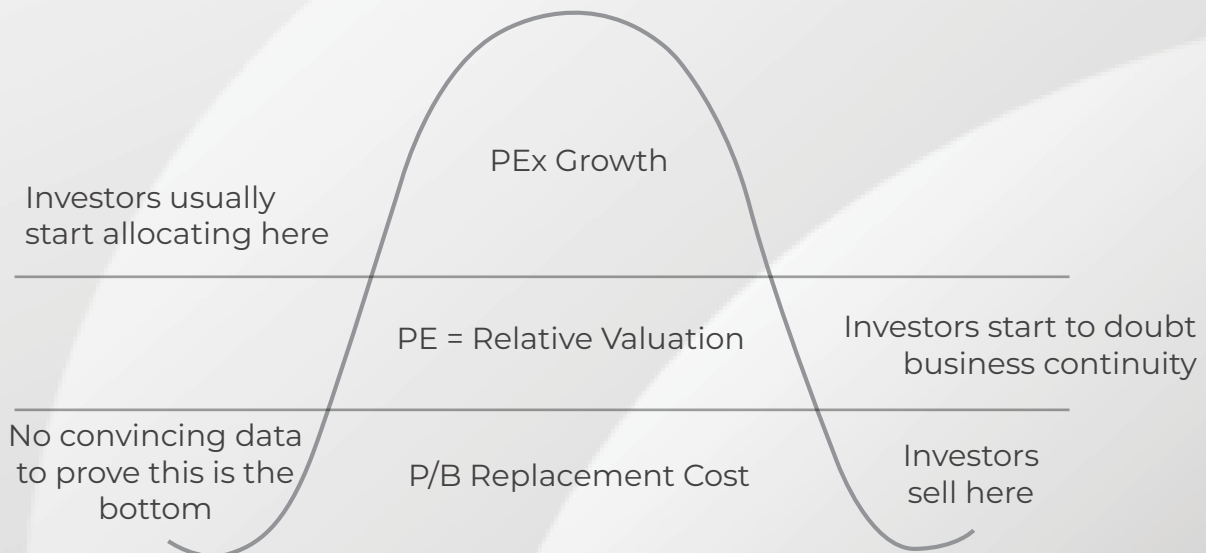 PEx Growth
Investors usually
start allocating here
PE = Relative Valuation
Investors start to doubt
business continuity
No convincing data
to prove this is the
bottom
P/B Replacement Cost
Investors
sell here